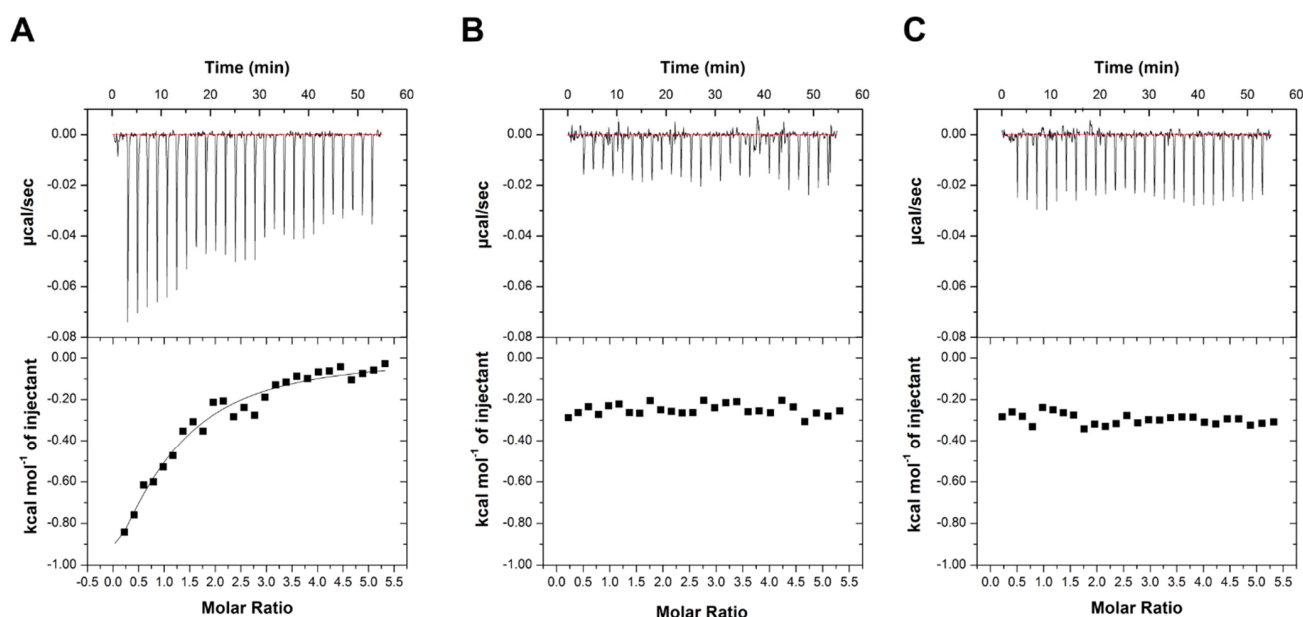 A
Time (min)
0 10 20 30 40 50 60
0.00
-0.02
-0.04
-0.06
-0.08
µcal/sec
0.00
-0.20
-0.40
-0.60
-0.80
-1.00
kcal mol⁻¹ of injectant
-0.5 0.0 0.5 1.0 1.5 2.0 2.5 3.0 3.5 4.0 4.5 5.0 5.5
Molar Ratio
B
Time (min)
0 10 20 30 40 50 60
0.00
-0.02
-0.04
-0.06
-0.08
µcal/sec
0.00
-0.20
-0.40
-0.60
-0.80
-1.00
kcal mol⁻¹ of injectant
0.0 0.5 1.0 1.5 2.0 2.5 3.0 3.5 4.0 4.5 5.0 5.5
Molar Ratio
C
Time (min)
0 10 20 30 40 50 60
0.00
-0.02
-0.04
-0.06
-0.08
µcal/sec
0.00
-0.20
-0.40
-0.60
-0.80
-1.00
kcal mol⁻¹ of injectant
0.0 0.5 1.0 1.5 2.0 2.5 3.0 3.5 4.0 4.5 5.0 5.5
Molar Ratio